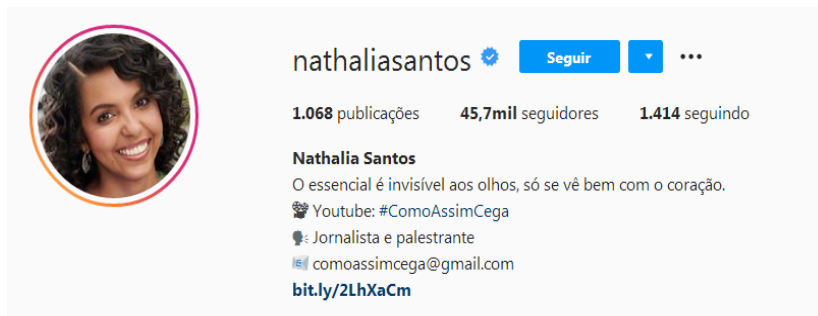 nathaliasantos Seguir
1.068 publicações 45,7mil seguidores 1.414 seguindo
Nathalia Santos
O essencial é invisível aos olhos, só se vê bem com o coração.
Youtube: #ComoAssimCega
Jornalista e palestrante
comoassimcega@gmail.com
bit.ly/2LhXaCm